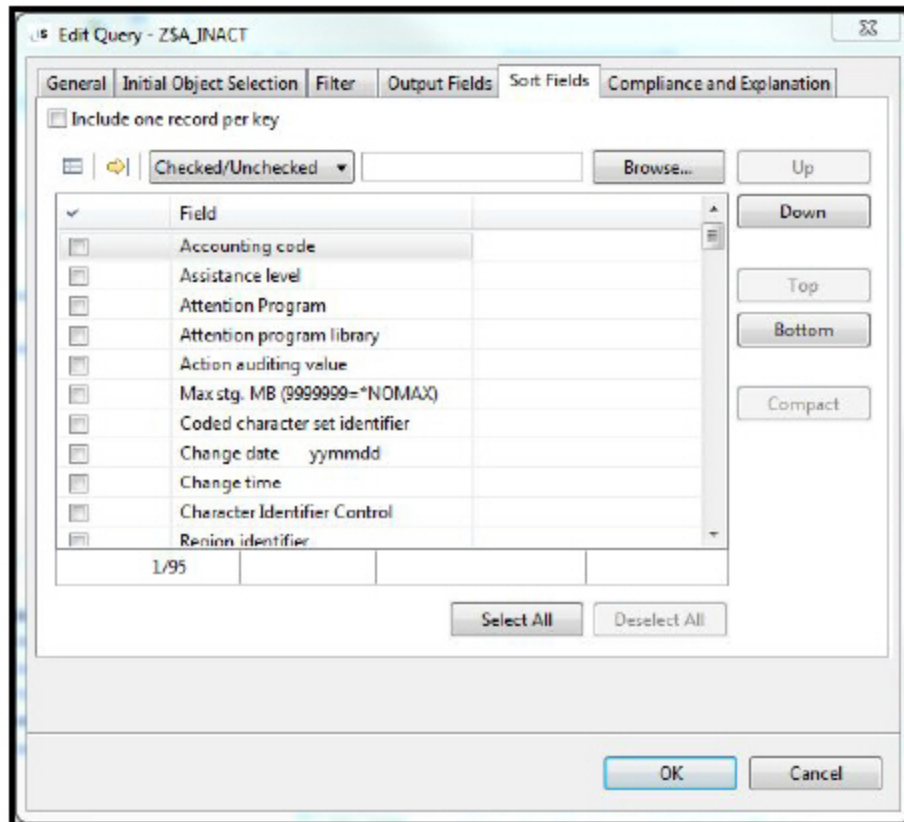 iS Edit Query - Z$A_INACT
General Initial Object Selection Filter Output Fields Sort Fields Compliance and Explanation
Include one record per key
Checked/Unchecked Browse... Up
Field Down
Accounting code
Assistance level Top
Attention Program
Attention program library Bottom
Action auditing value
Max stg. MB (9999999=*NOMAX) Compact
Coded character set identifier
Change date yymmdd
Change time
Character Identifier Control
Region identifier
1/95
Select All Deselect All
OK Cancel